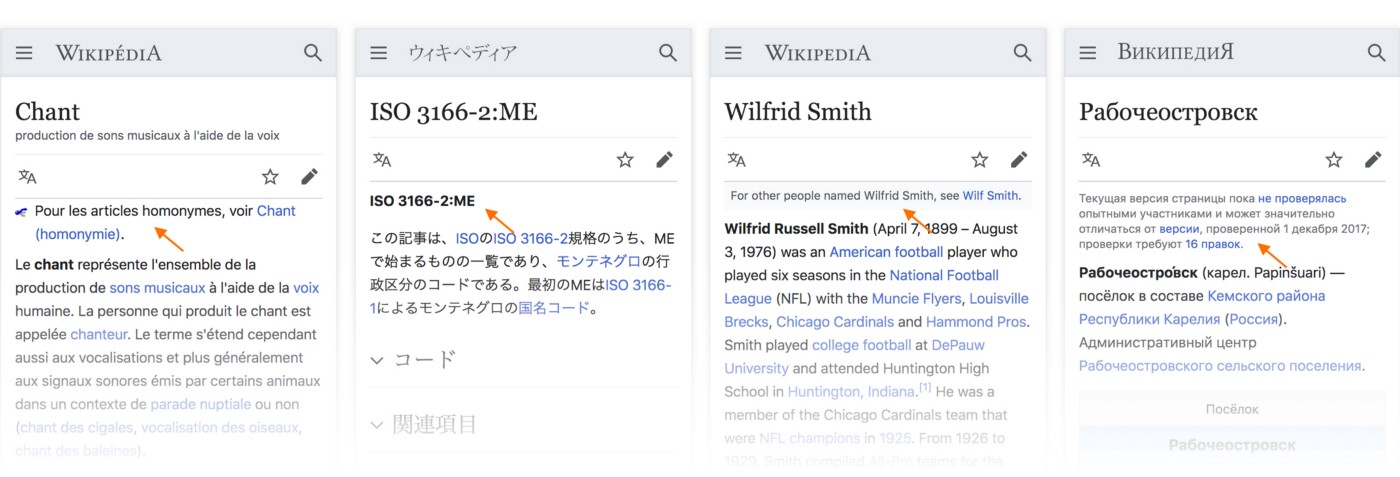 WIKIPÉDIA
Chant
production de sons musicaux à l'aide de la voix
Pour les articles homonymes, voir Chant
(homonymie).
Le chant représente l'ensemble de la
production de sons musicaux à l'aide de la voix
humaine. La personne qui produit le chant est
appelée chanteur. Le terme s'étend cependant
aussi aux vocalisations et plus généralement
aux signaux sonores émis par certains animaux
dans un contexte de parade nuptiale ou non
(chant des cigales, vocalisation des oiseaux,
chant des baleines).
ウィキペディア
ISO 3166-2:ME
ISO 3166-2:ME
この記事は、ISOのISO 3166-2規格のうち、ME
で始まるものの一覧であり、モンテネグロの行
政区分のコードである。最初のMEはISO 3166-
1によるモンテネグロの国名コード。
コード
関連項目
WIKIPEDIA
Wilfrid Smith
For other people named Wilfrid Smith, see Wilf Smith.
Wilfrid Russell Smith (April 7, 1899 – August
3, 1976) was an American football player who
played six seasons in the National Football
League (NFL) with the Muncie Flyers, Louisville
Brecks, Chicago Cardinals and Hammond Pros.
Smith played college football at DePauw
University and attended Huntington High
School in Huntington, Indiana.[1] He was a
member of the Chicago Cardinals team that
were NFL champions in 1925. From 1926 to
1929, Smith compiled All-Pro teams for the
ВИКИПЕДИЯ
Рабочеостровск
Текущая версия страницы пока не проверялась
опытными участниками и может значительно
отличаться от версии, проверенной 1 декабря 2017;
проверки требуют 16 правок.
Рабочеостро́вск (карел. Papinšuari) —
посёлок в составе Кемского района
Республики Карелия (Россия).
Административный центр
Рабочеостровского сельского поселения.
Посёлок
Рабочеостровск